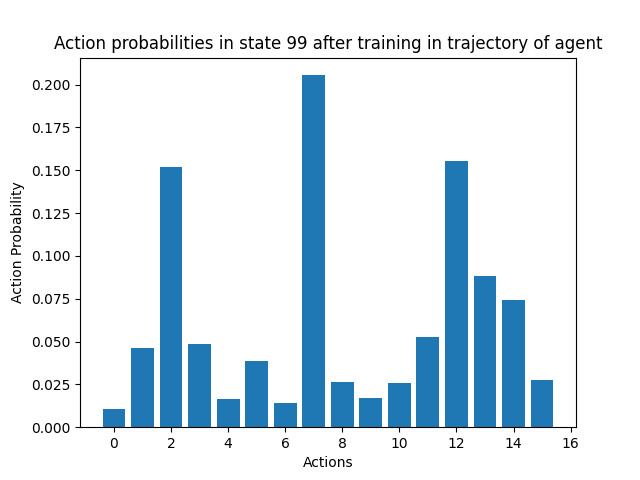 Action probabilities in state 99 after training in trajectory of agent
0.200
0.175
0.150
0.125
0.100
0.075
0.050
0.025
0.000
Action Probability
0 2 4 6 8 10 12 14 16
Actions